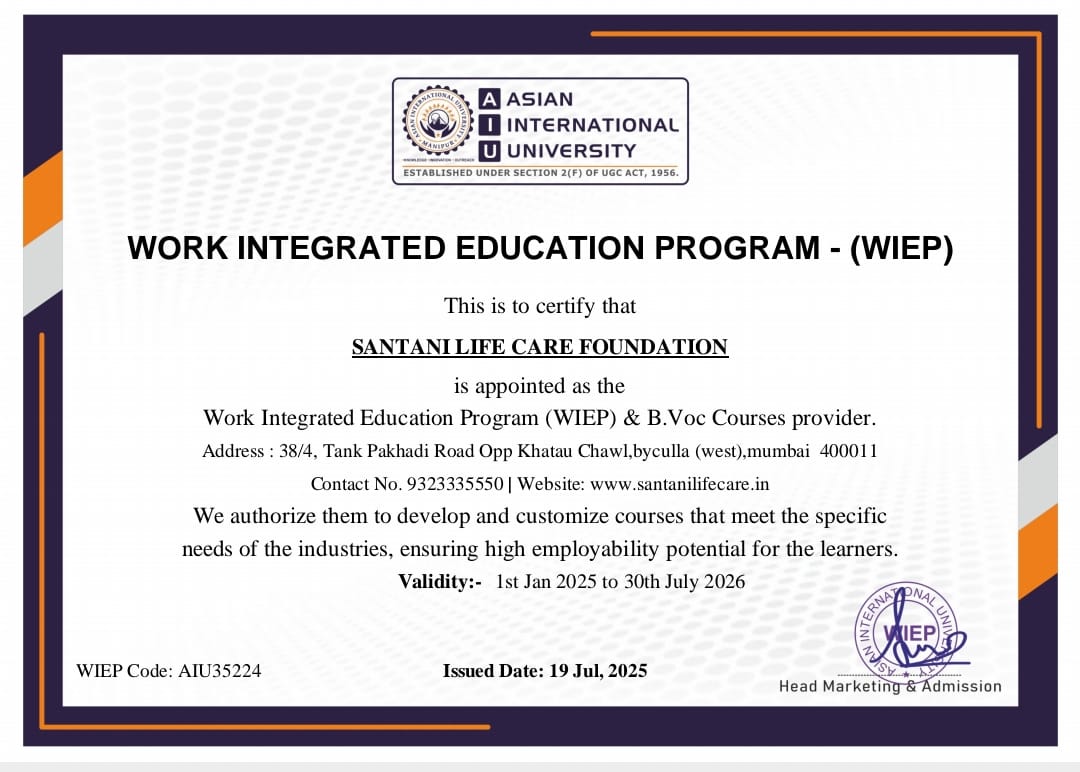 ASIAN INTERNATIONAL UNIVERSITY
MANIPUR
KNOWLEDGE INNOVATION OUTREACH
A ASIAN
I INTERNATIONAL
U UNIVERSITY
ESTABLISHED UNDER SECTION 2(F) OF UGC ACT, 1956.
WORK INTEGRATED EDUCATION PROGRAM - (WIEP)
This is to certify that
SANTANI LIFE CARE FOUNDATION
is appointed as the
Work Integrated Education Program (WIEP) & B.Voc Courses provider.
Address : 38/4, Tank Pakhadi Road Opp Khatau Chawl,byculla (west),mumbai  400011
Contact No. 9323335550 | Website: www.santanilifecare.in
We authorize them to develop and customize courses that meet the specific
needs of the industries, ensuring high employability potential for the learners.
Validity:-  1st Jan 2025 to 30th July 2026
ASIAN INTERNATIONAL UNIVERSITY
WIEP
WIEP Code: AIU35224
Issued Date: 19 Jul, 2025
Head Marketing & Admission